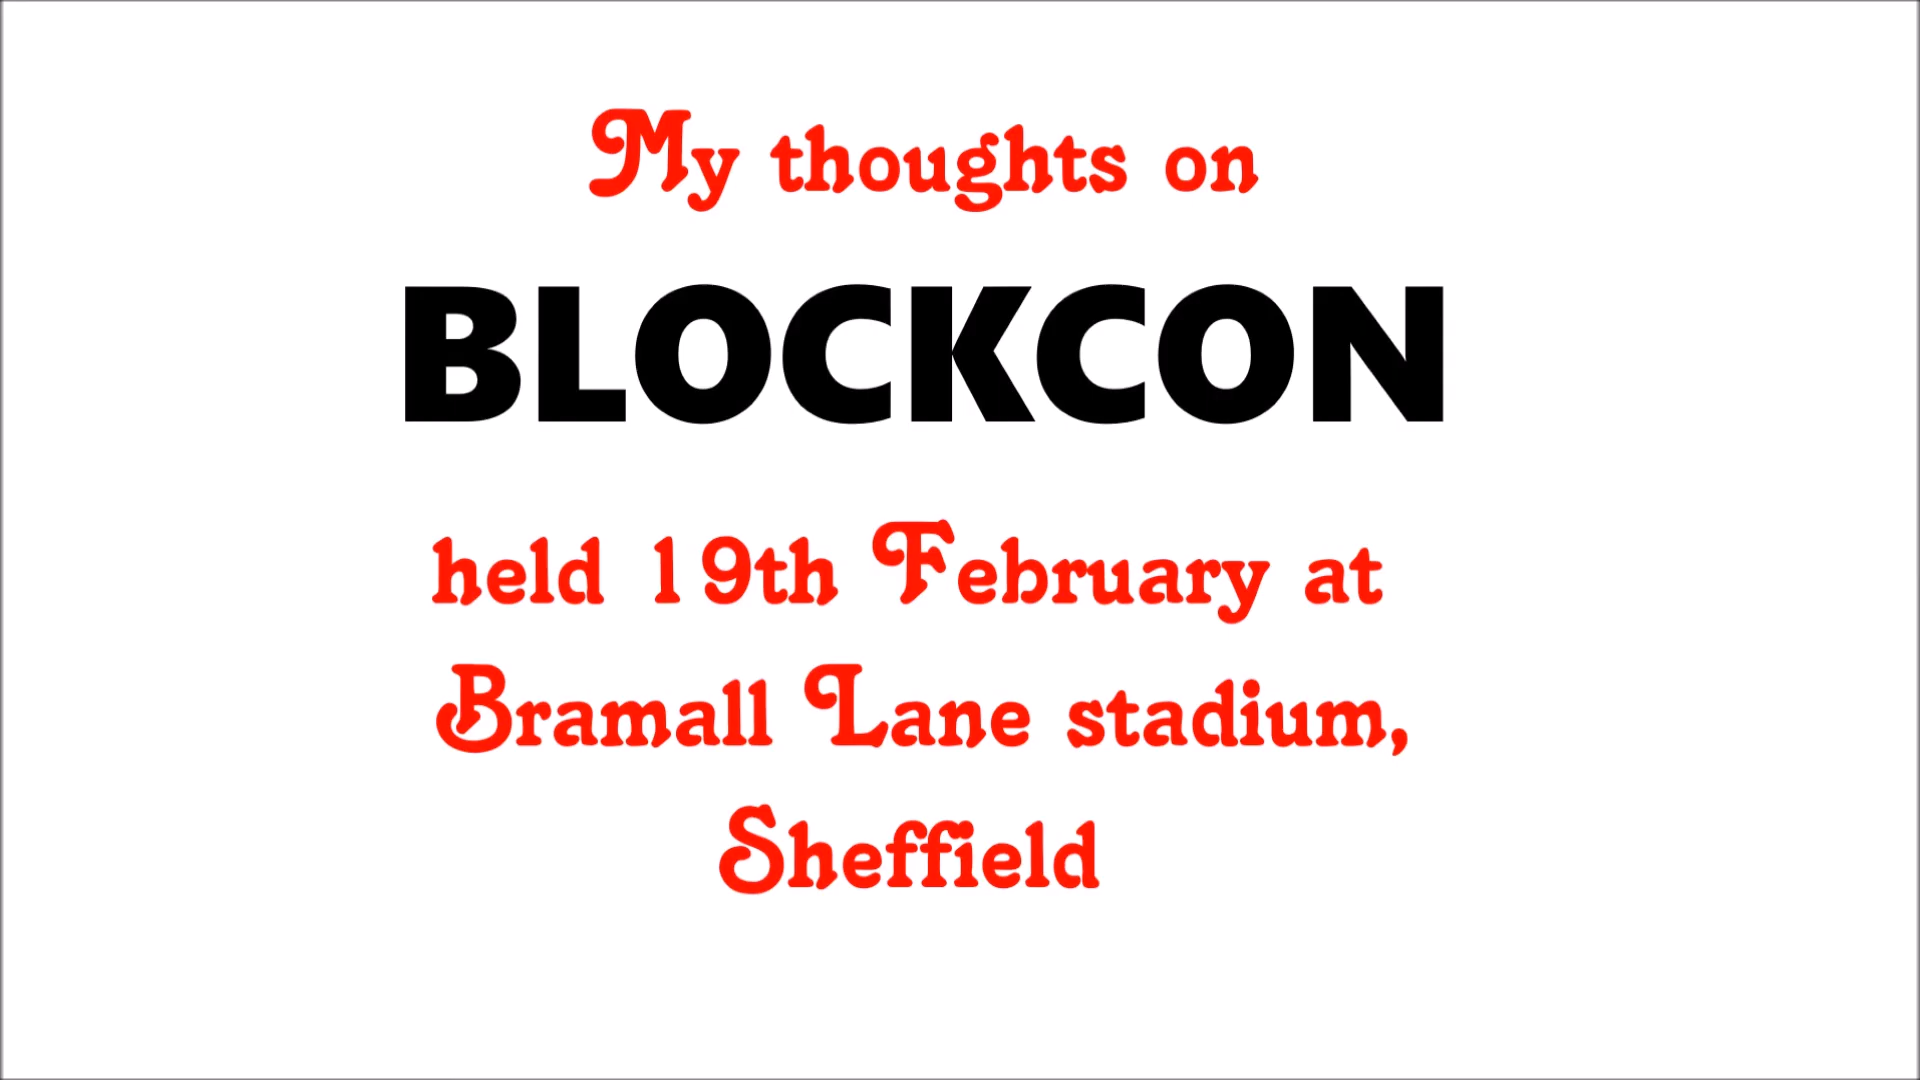 My thoughts on
BLOCKCON
held 19th February at
Bramall Lane stadium,
Sheffield